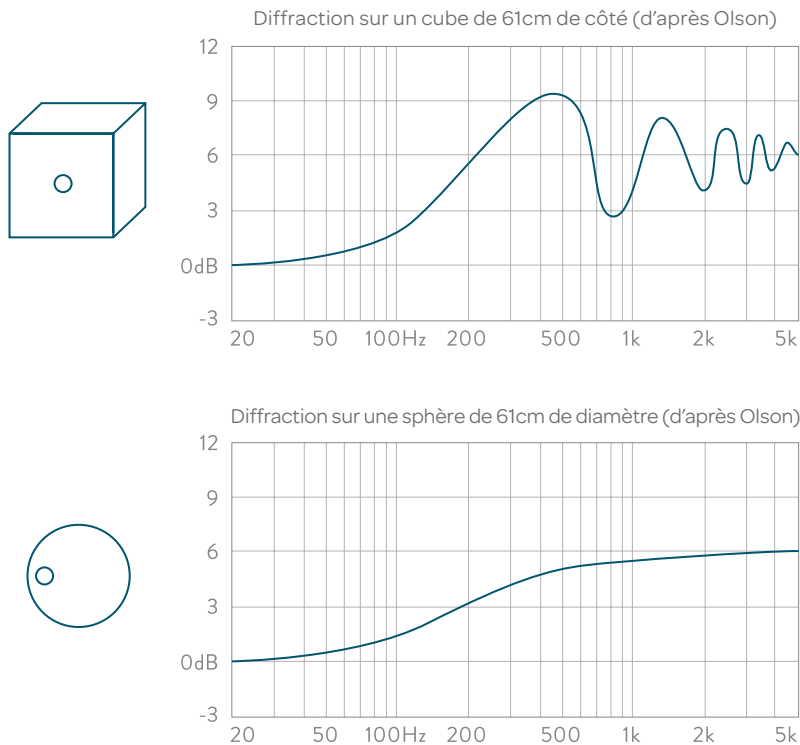 Diffraction sur un cube de 61cm de côté (d'après Olson)
12
9
6
3
0dB
-3
20 50 100Hz 200 500 1k 2k 5k
Diffraction sur une sphère de 61cm de diamètre (d'après Olson)
12
9
6
3
0dB
-3
20 50 100Hz 200 500 1k 2k 5k